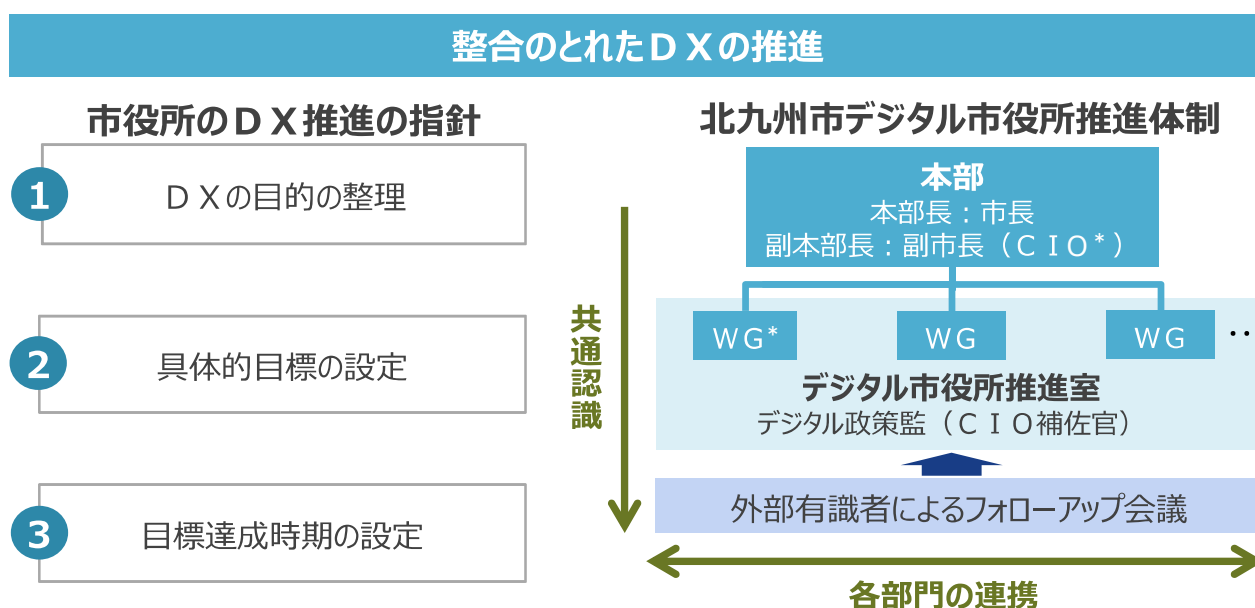 整合のとれたＤＸの推進
市役所のＤＸ推進の指針
1
ＤＸの目的の整理
2
具体的目標の設定
3
目標達成時期の設定
共通認識
北九州市デジタル市役所推進体制
本部
本部長：市長
副本部長：副市長（ＣＩＯ*）
ＷＧ*
ＷＧ
ＷＧ
‥
デジタル市役所推進室
デジタル政策監（ＣＩＯ補佐官）
外部有識者によるフォローアップ会議
各部門の連携